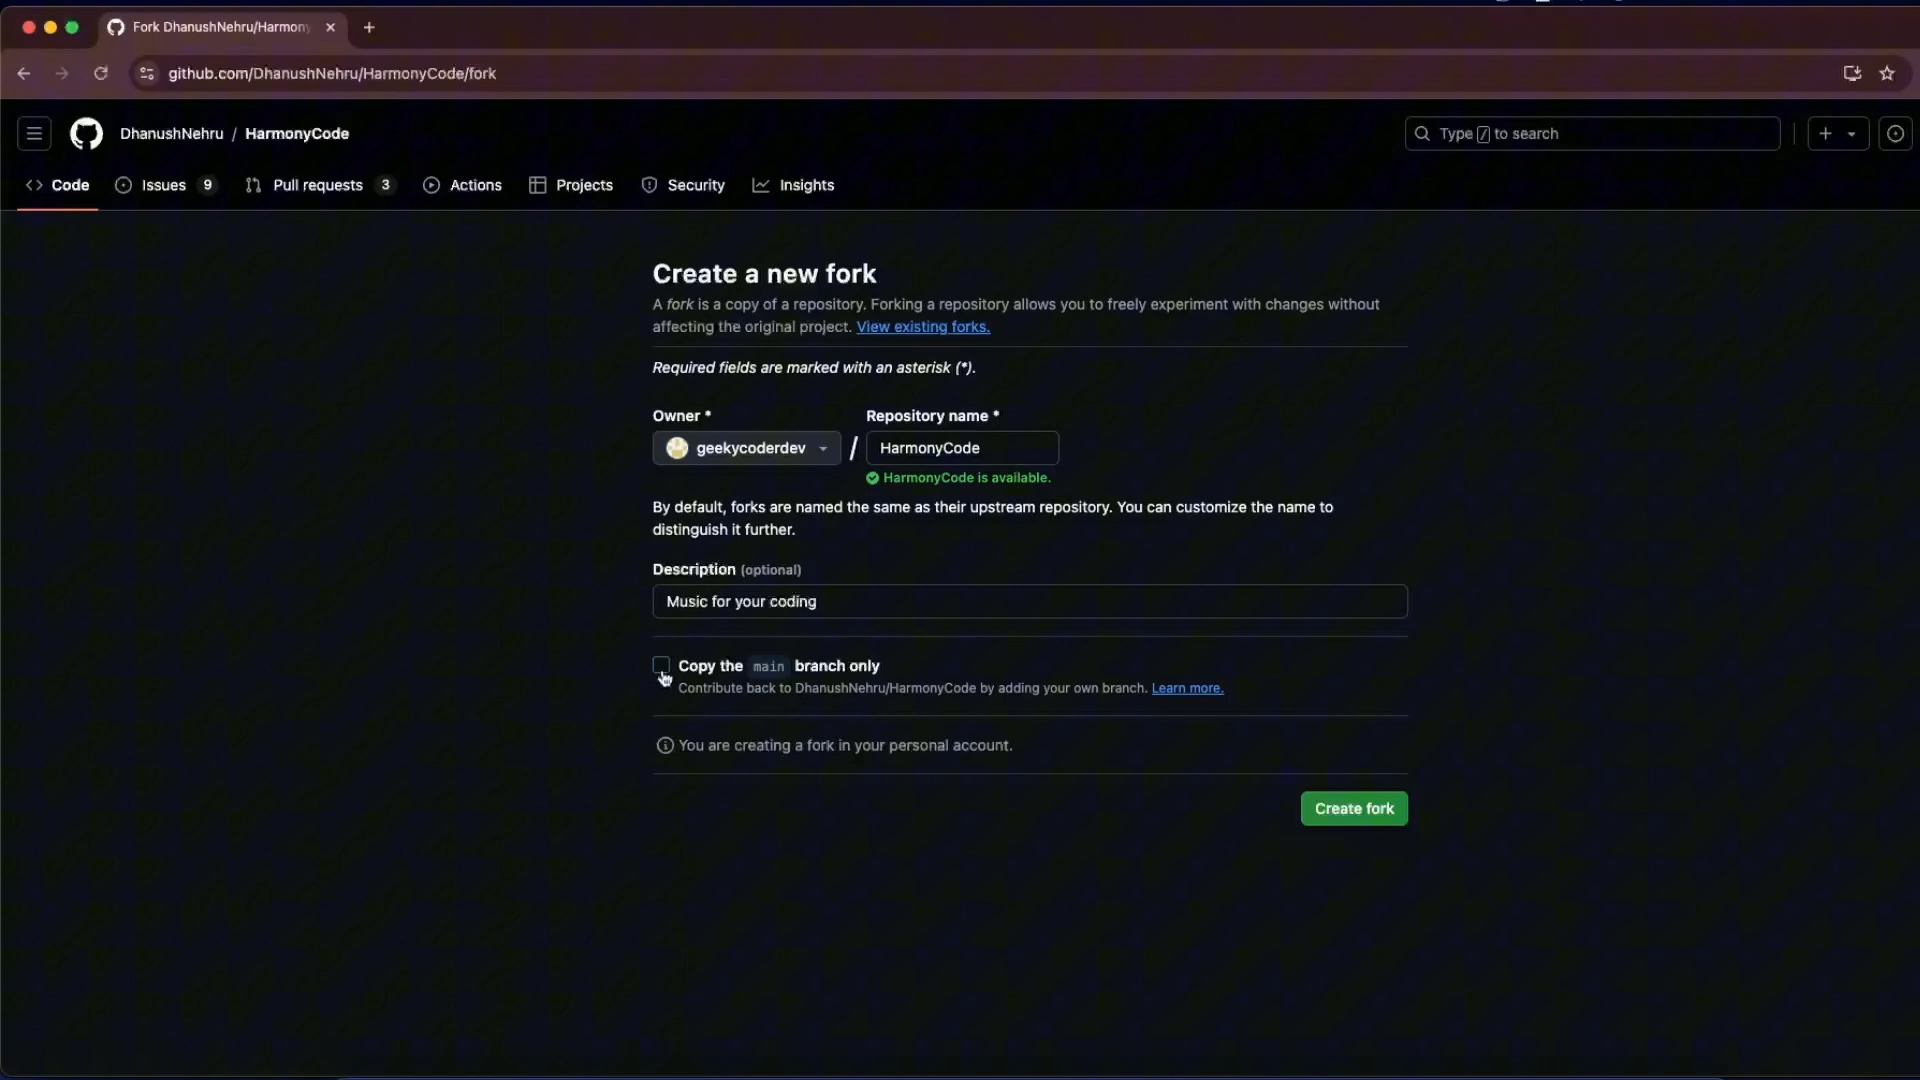 Fork DhanushNehru/Harmony
github.com/DhanushNehru/HarmonyCode/fork
DhanushNehru / HarmonyCode
Type / to search
Code Issues 9 Pull requests 3 Actions Projects Security Insights
Create a new fork
A fork is a copy of a repository. Forking a repository allows you to freely experiment with changes without
affecting the original project. View existing forks.
Required fields are marked with an asterisk (*).
Owner * Repository name *
geekycoderdev / HarmonyCode
HarmonyCode is available.
By default, forks are named the same as their upstream repository. You can customize the name to
distinguish it further.
Description (optional)
Music for your coding
Copy the main branch only
Contribute back to DhanushNehru/HarmonyCode by adding your own branch. Learn more.
You are creating a fork in your personal account.
Create fork